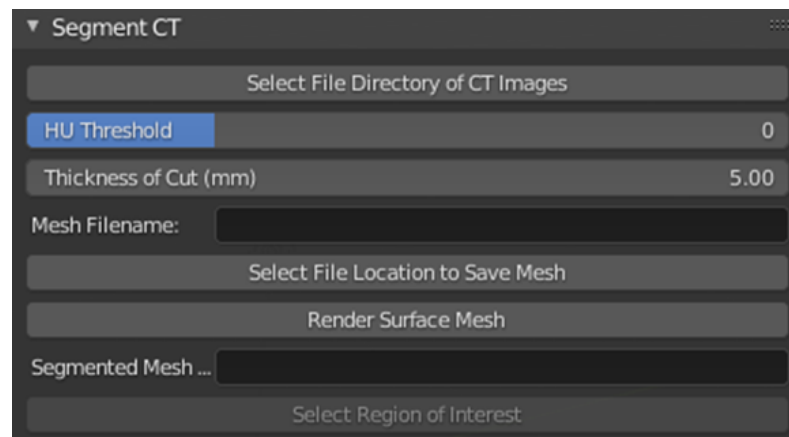 Segment CT
Select File Directory of CT Images
HU Threshold 0
Thickness of Cut (mm) 5.00
Mesh Filename:
Select File Location to Save Mesh
Render Surface Mesh
Segmented Mesh ...
Select Region of Interest